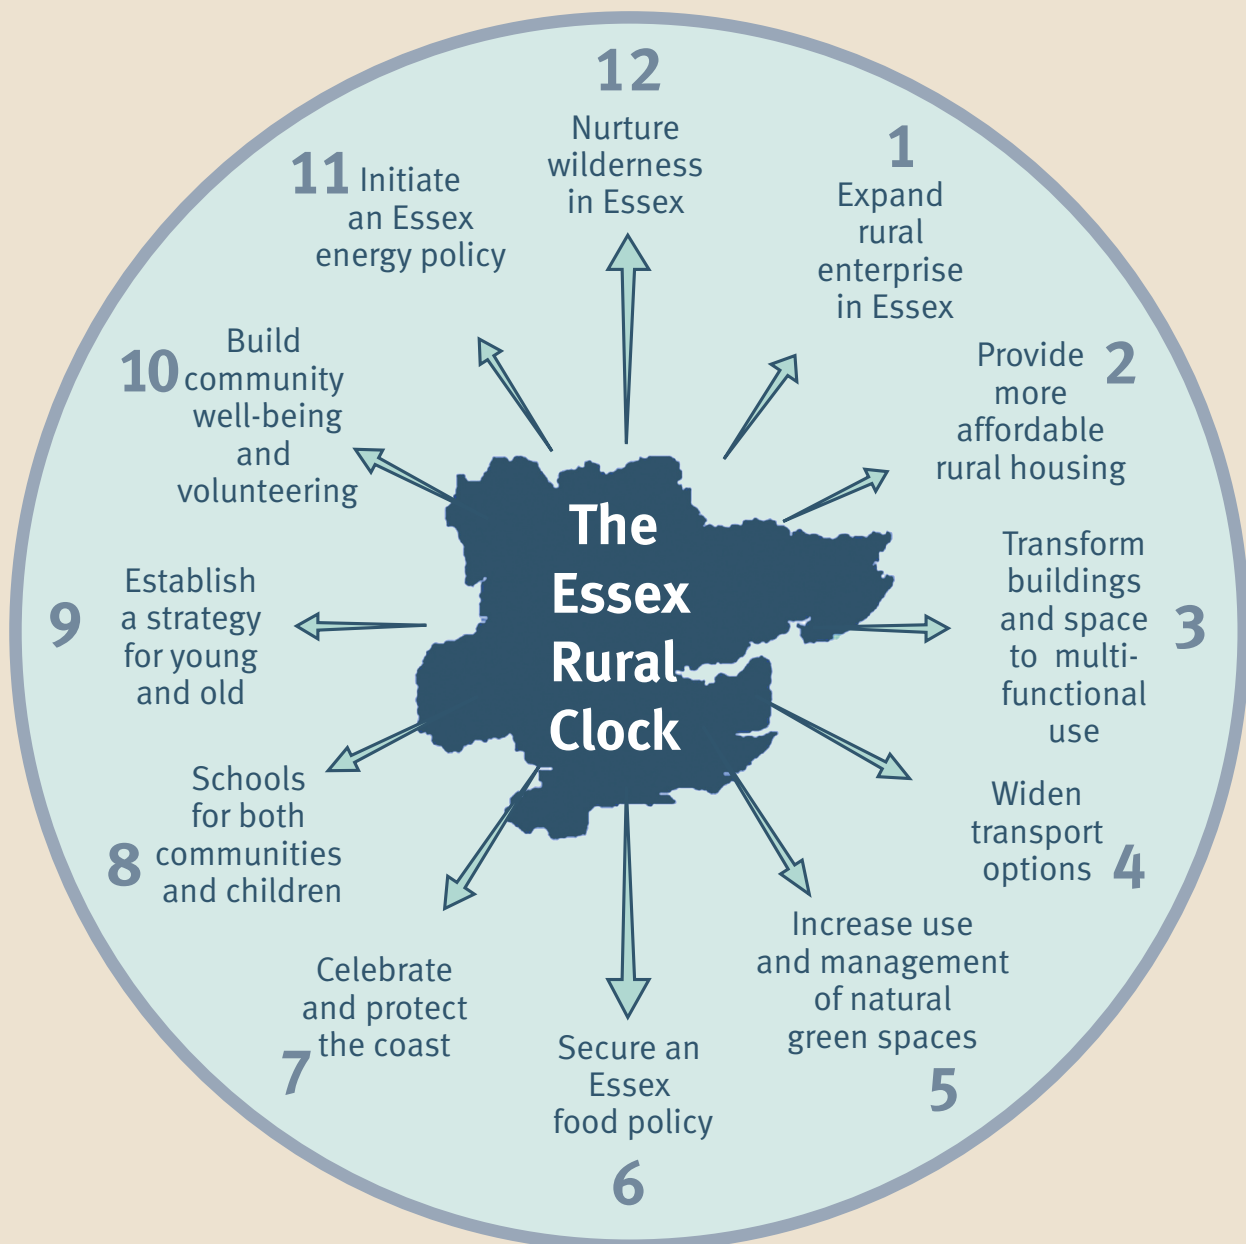 12
Nurture
wilderness
in Essex
1
Expand
rural
enterprise
in Essex
2
Provide
more
affordable
rural housing
Transform
buildings
and space
to multi-
functional
use
3
Widen
transport
options
4
Increase use
and management
of natural
green spaces
5
Secure an
Essex
food policy
6
Celebrate
and protect
the coast
7
Schools
for both
communities
and children
8
9
Establish
a strategy
for young
and old
10
Build
community
well-being
and
volunteering
11
Initiate
an Essex
energy policy
The
Essex
Rural
Clock